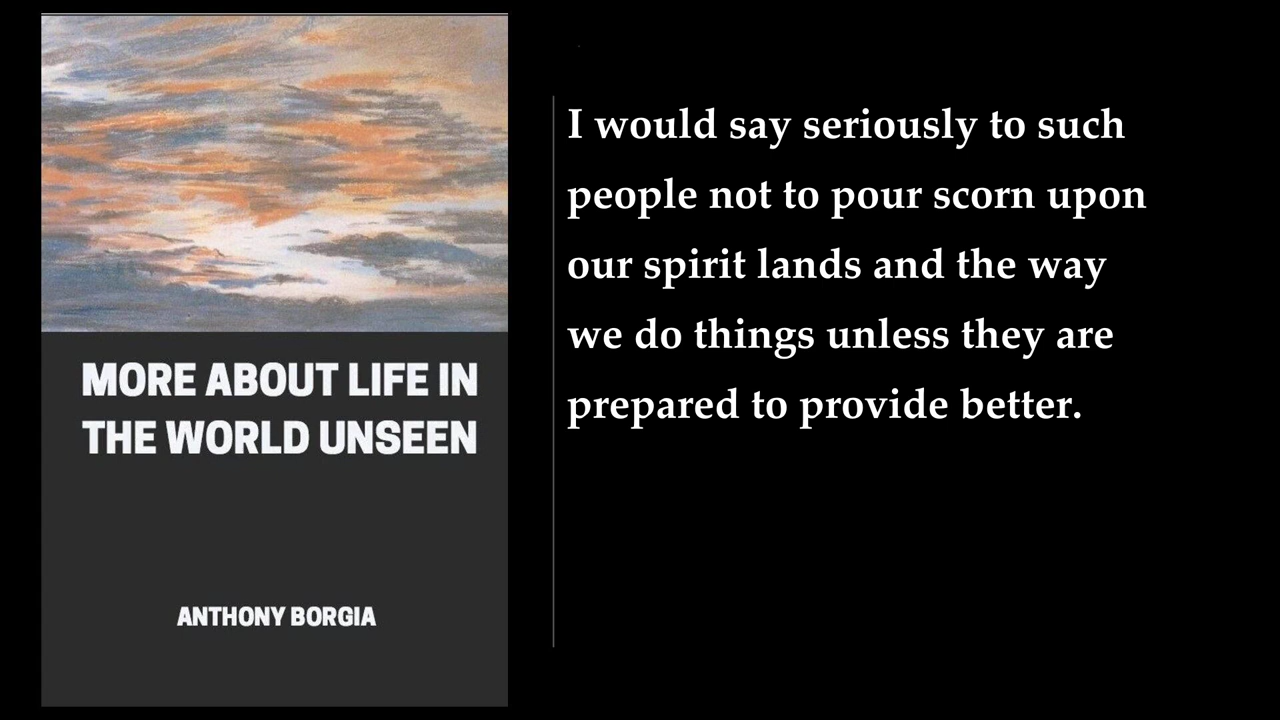 MORE ABOUT LIFE IN
THE WORLD UNSEEN
ANTHONY BORGIA
I would say seriously to such
people not to pour scorn upon
our spirit lands and the way
we do things unless they are
prepared to provide better.